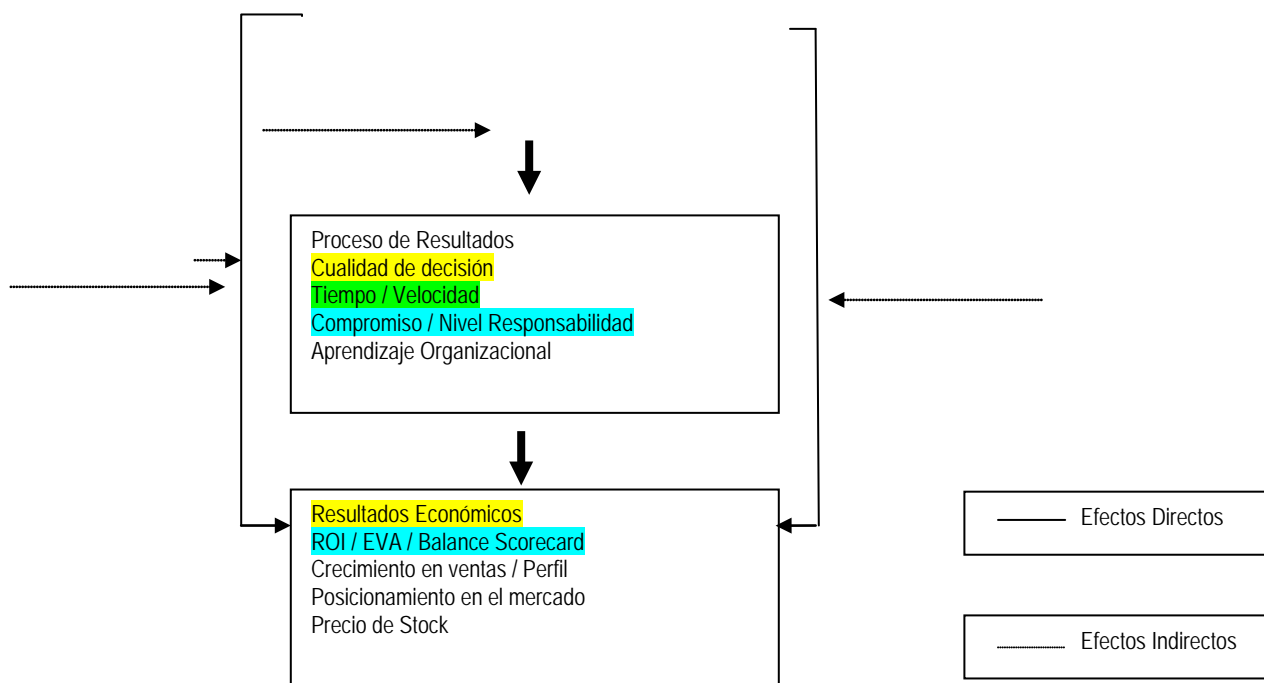 Proceso de Resultados
Cualidad de decisión
Tiempo / Velocidad
Compromiso / Nivel Responsabilidad
Aprendizaje Organizacional
Resultados Económicos
ROI / EVA / Balance Scorecard
Crecimiento en ventas / Perfil
Posicionamiento en el mercado
Precio de Stock
Efectos Directos
Efectos Indirectos